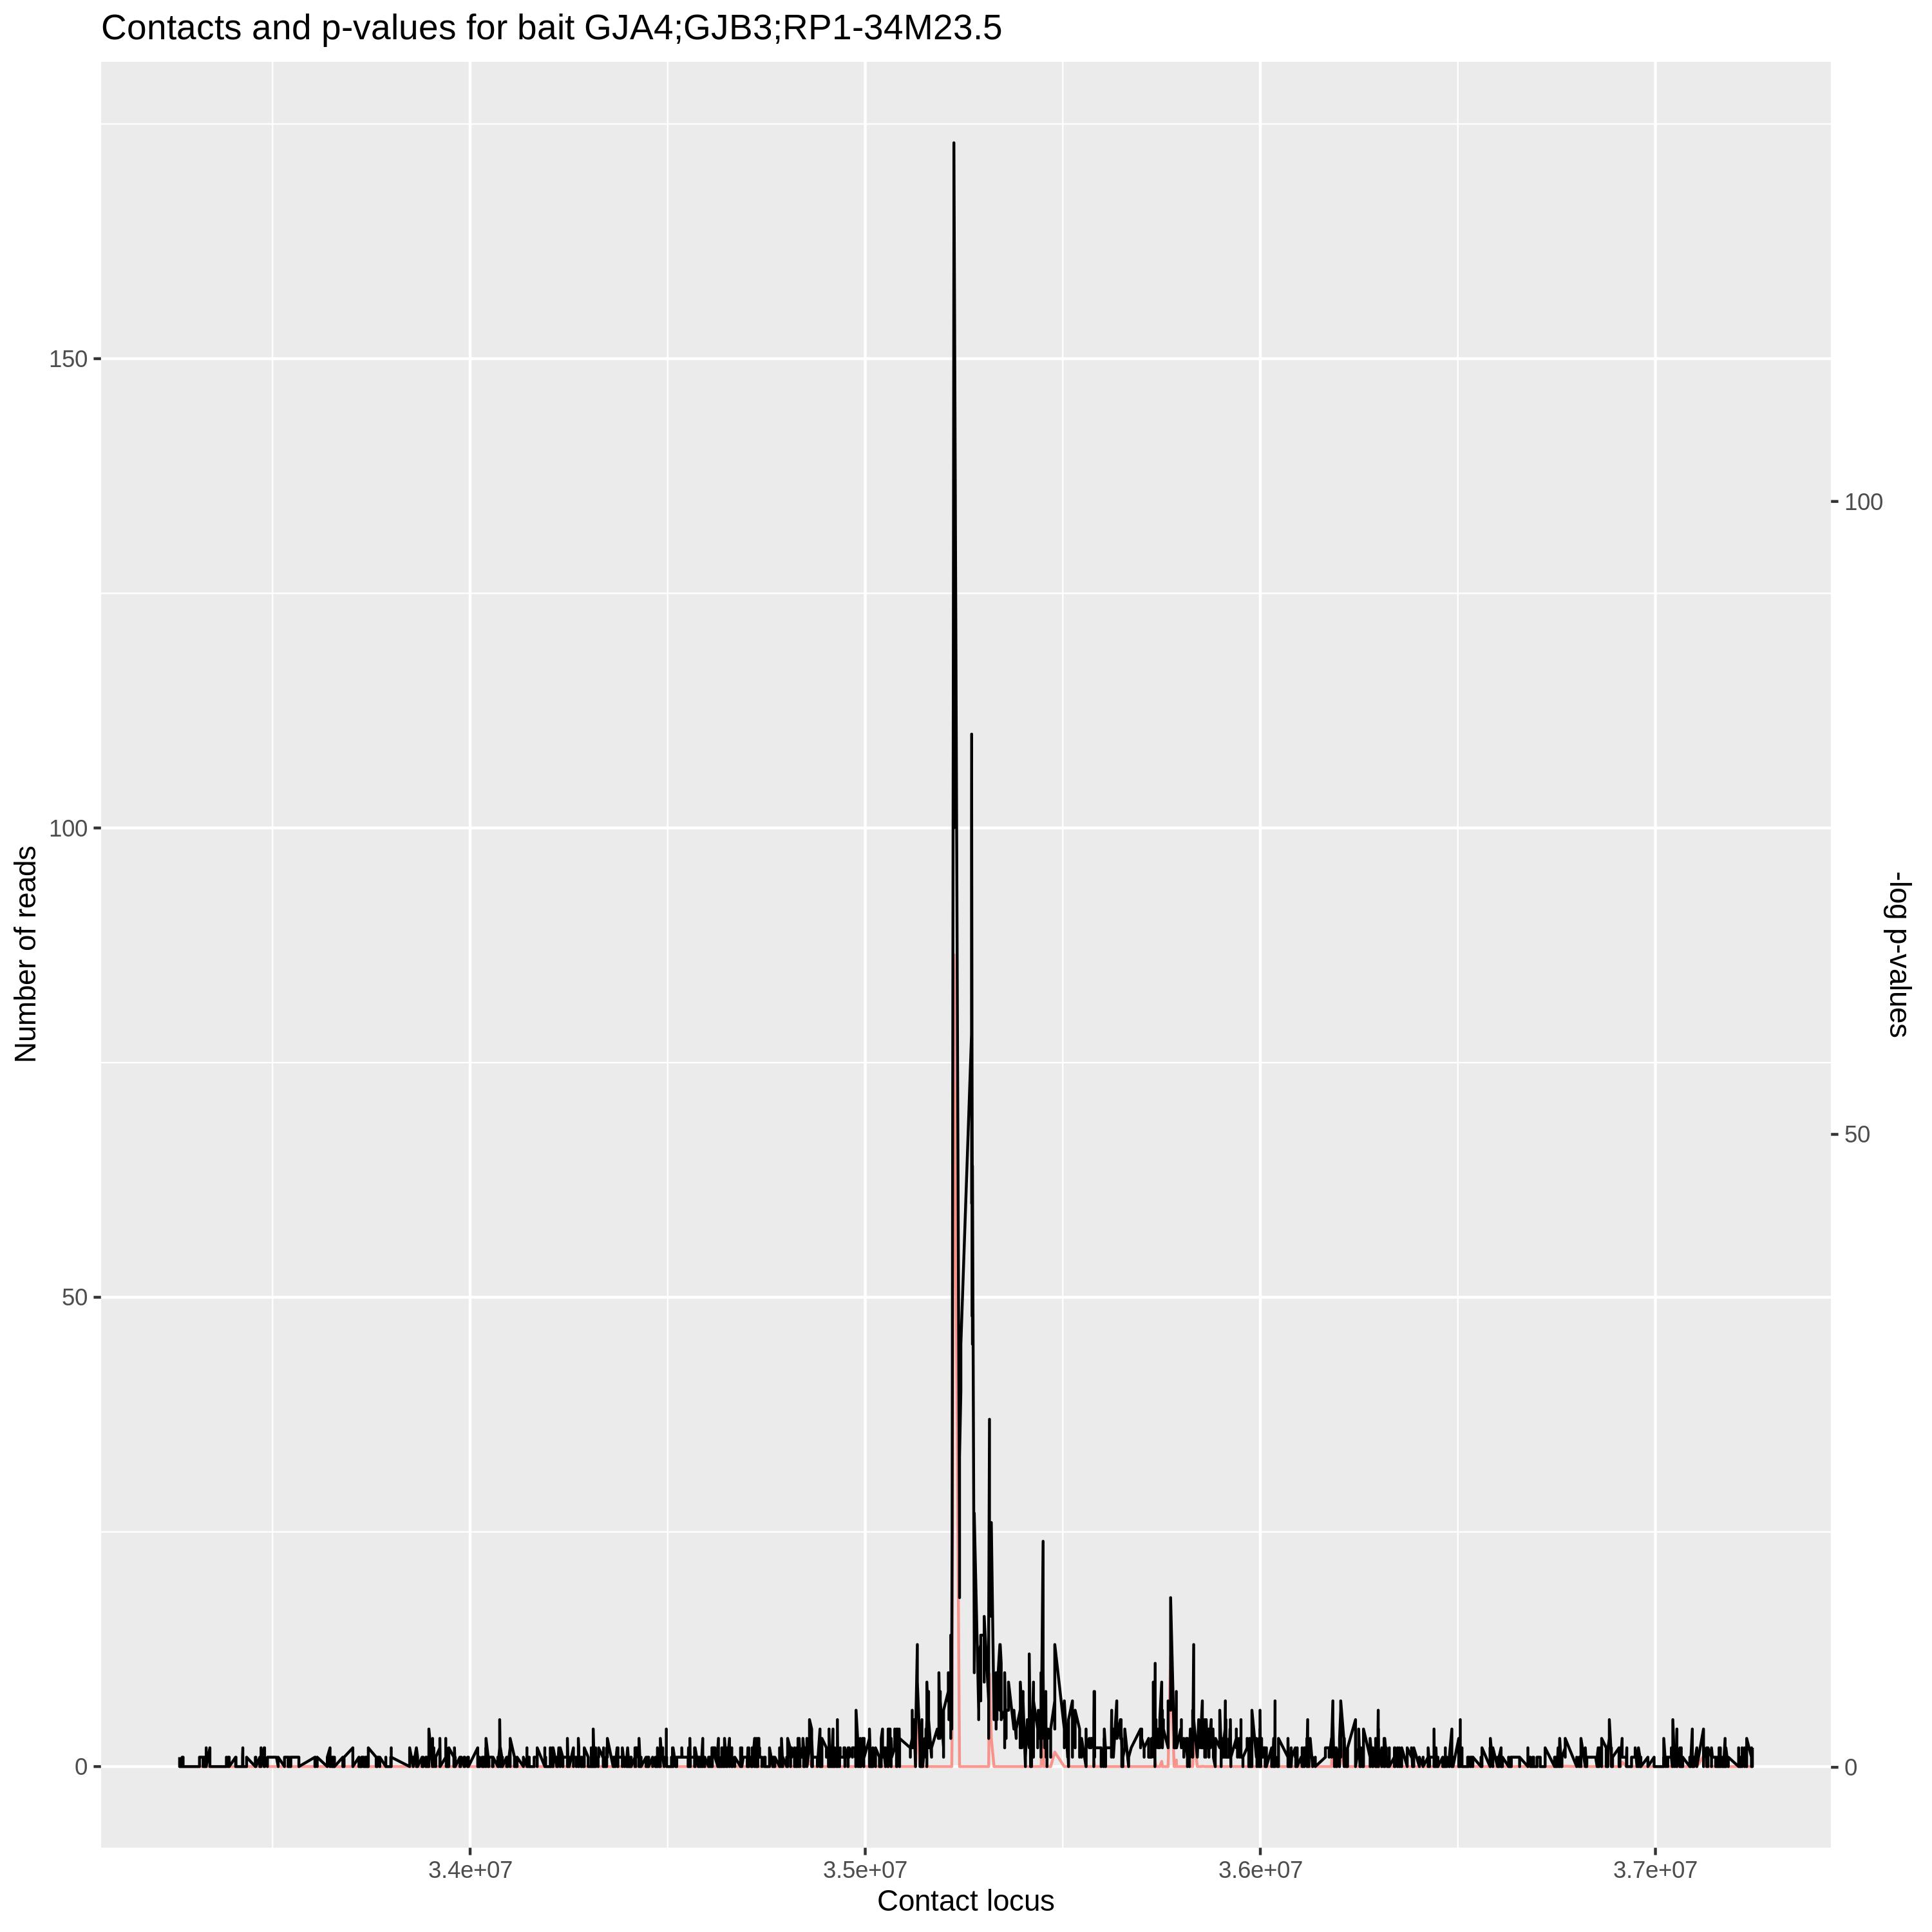 Contacts and p-values for bait GJA4;GJB3;RP1-34M23.5
150
100
50
0
Number of reads
100
50
0
-log p-values
3.4e+07
3.5e+07
3.6e+07
3.7e+07
Contact locus